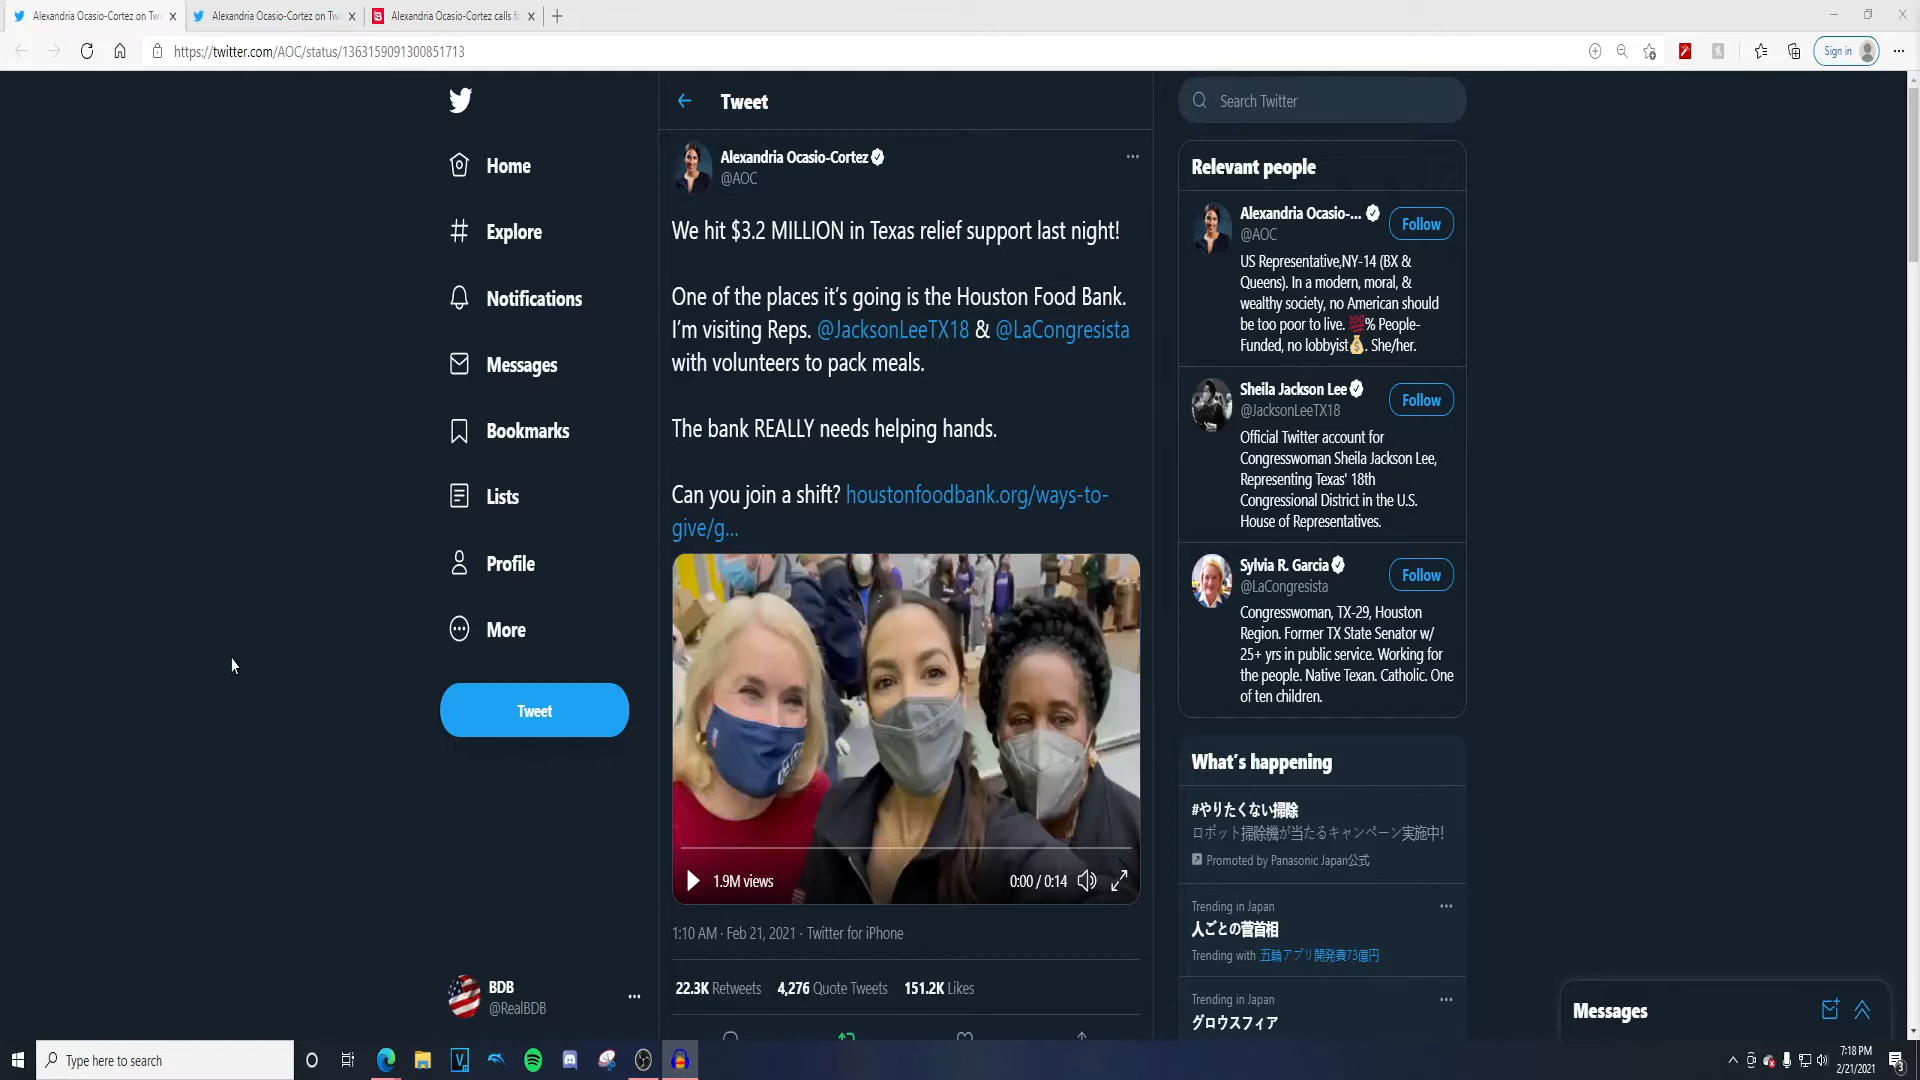 Alexandria Ocasio-Cortez on Tw
Alexandria Ocasio-Cortez on Tw
Alexandria Ocasio-Cortez calls f
https://twitter.com/AOC/status/1363159091300851713
Sign in
Home
Explore
Notifications
Messages
Bookmarks
Lists
Profile
More
Tweet
BDB
@RealBDB
Tweet
Alexandria Ocasio-Cortez
@AOC
We hit $3.2 MILLION in Texas relief support last night!
One of the places it's going is the Houston Food Bank.
I'm visiting Reps. @JacksonLeeTX18 & @LaCongresista
with volunteers to pack meals.
The bank REALLY needs helping hands.
Can you join a shift? houstonfoodbank.org/ways-to-
give/g...
1.9M views
0:00 / 0:14
1:10 AM · Feb 21, 2021 · Twitter for iPhone
22.3K Retweets 4,276 Quote Tweets 151.2K Likes
Search Twitter
Relevant people
Alexandria Ocasio-...
@AOC
Follow
US Representative,NY-14 (BX &
Queens). In a modern, moral, &
wealthy society, no American should
be too poor to live. 💯% People-
Funded, no lobbyist💰. She/her.
Sheila Jackson Lee
@JacksonLeeTX18
Follow
Official Twitter account for
Congresswoman Sheila Jackson Lee,
Representing Texas' 18th
Congressional District in the U.S.
House of Representatives.
Sylvia R. Garcia
@LaCongresista
Follow
Congresswoman, TX-29, Houston
Region. Former TX State Senator w/
25+ yrs in public service. Working for
the people. Native Texan. Catholic. One
of ten children.
What's happening
#やりたくない掃除
ロボット掃除機が当たるキャンペーン実施中!
Promoted by Panasonic Japan公式
Trending in Japan
人ごとの菅首相
Trending with 五輪アプリ開発費73億円
Trending in Japan
グロウスフィア
Messages
Type here to search
7:18 PM
2/21/2021
3